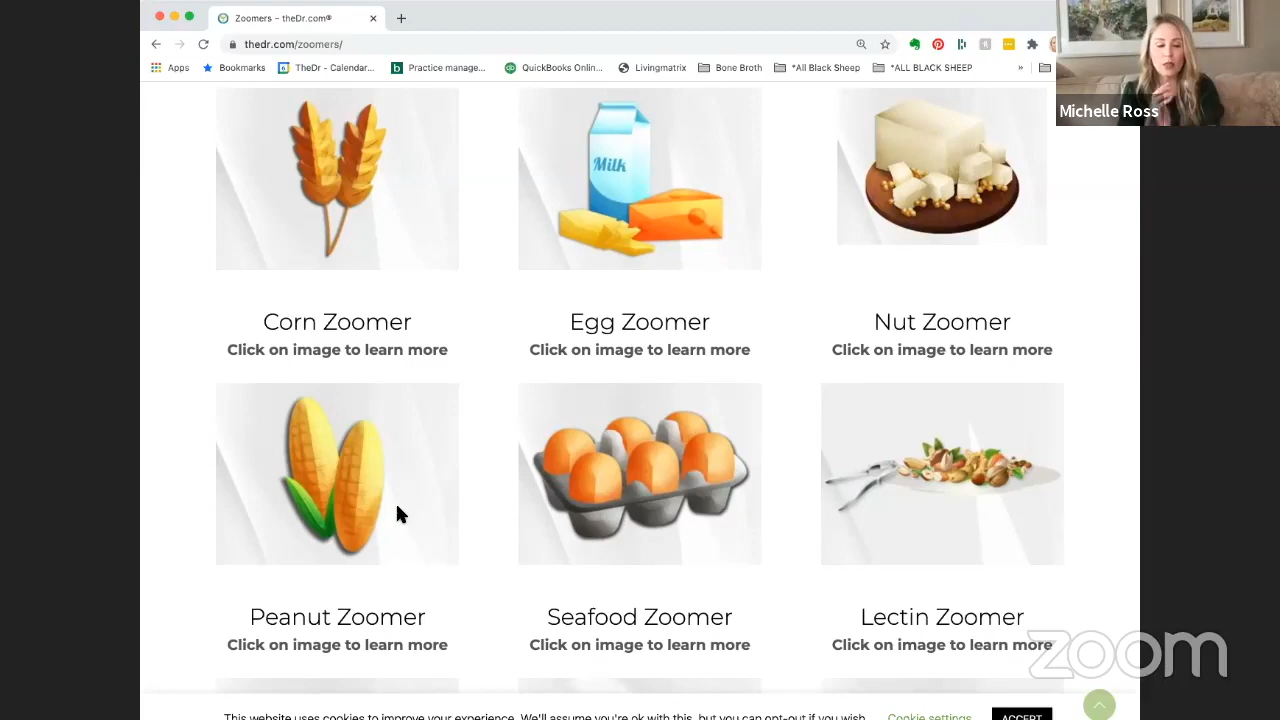 Zoomers – theDr.com®
thedr.com/zoomers/
Apps
Bookmarks
TheDr - Calendar...
Practice manage...
QuickBooks Onlin...
Livingmatrix
Bone Broth
*All Black Sheep
*ALL BLACK SHEEP
»
Michelle Ross
Milk
Corn Zoomer
Click on image to learn more
Egg Zoomer
Click on image to learn more
Nut Zoomer
Click on image to learn more
Peanut Zoomer
Click on image to learn more
Seafood Zoomer
Click on image to learn more
Lectin Zoomer
Click on image to learn more
zoom
This website uses cookies to improve your experience. We'll assume you're ok with this, but you can opt-out if you wish.
Cookie settings
ACCEPT